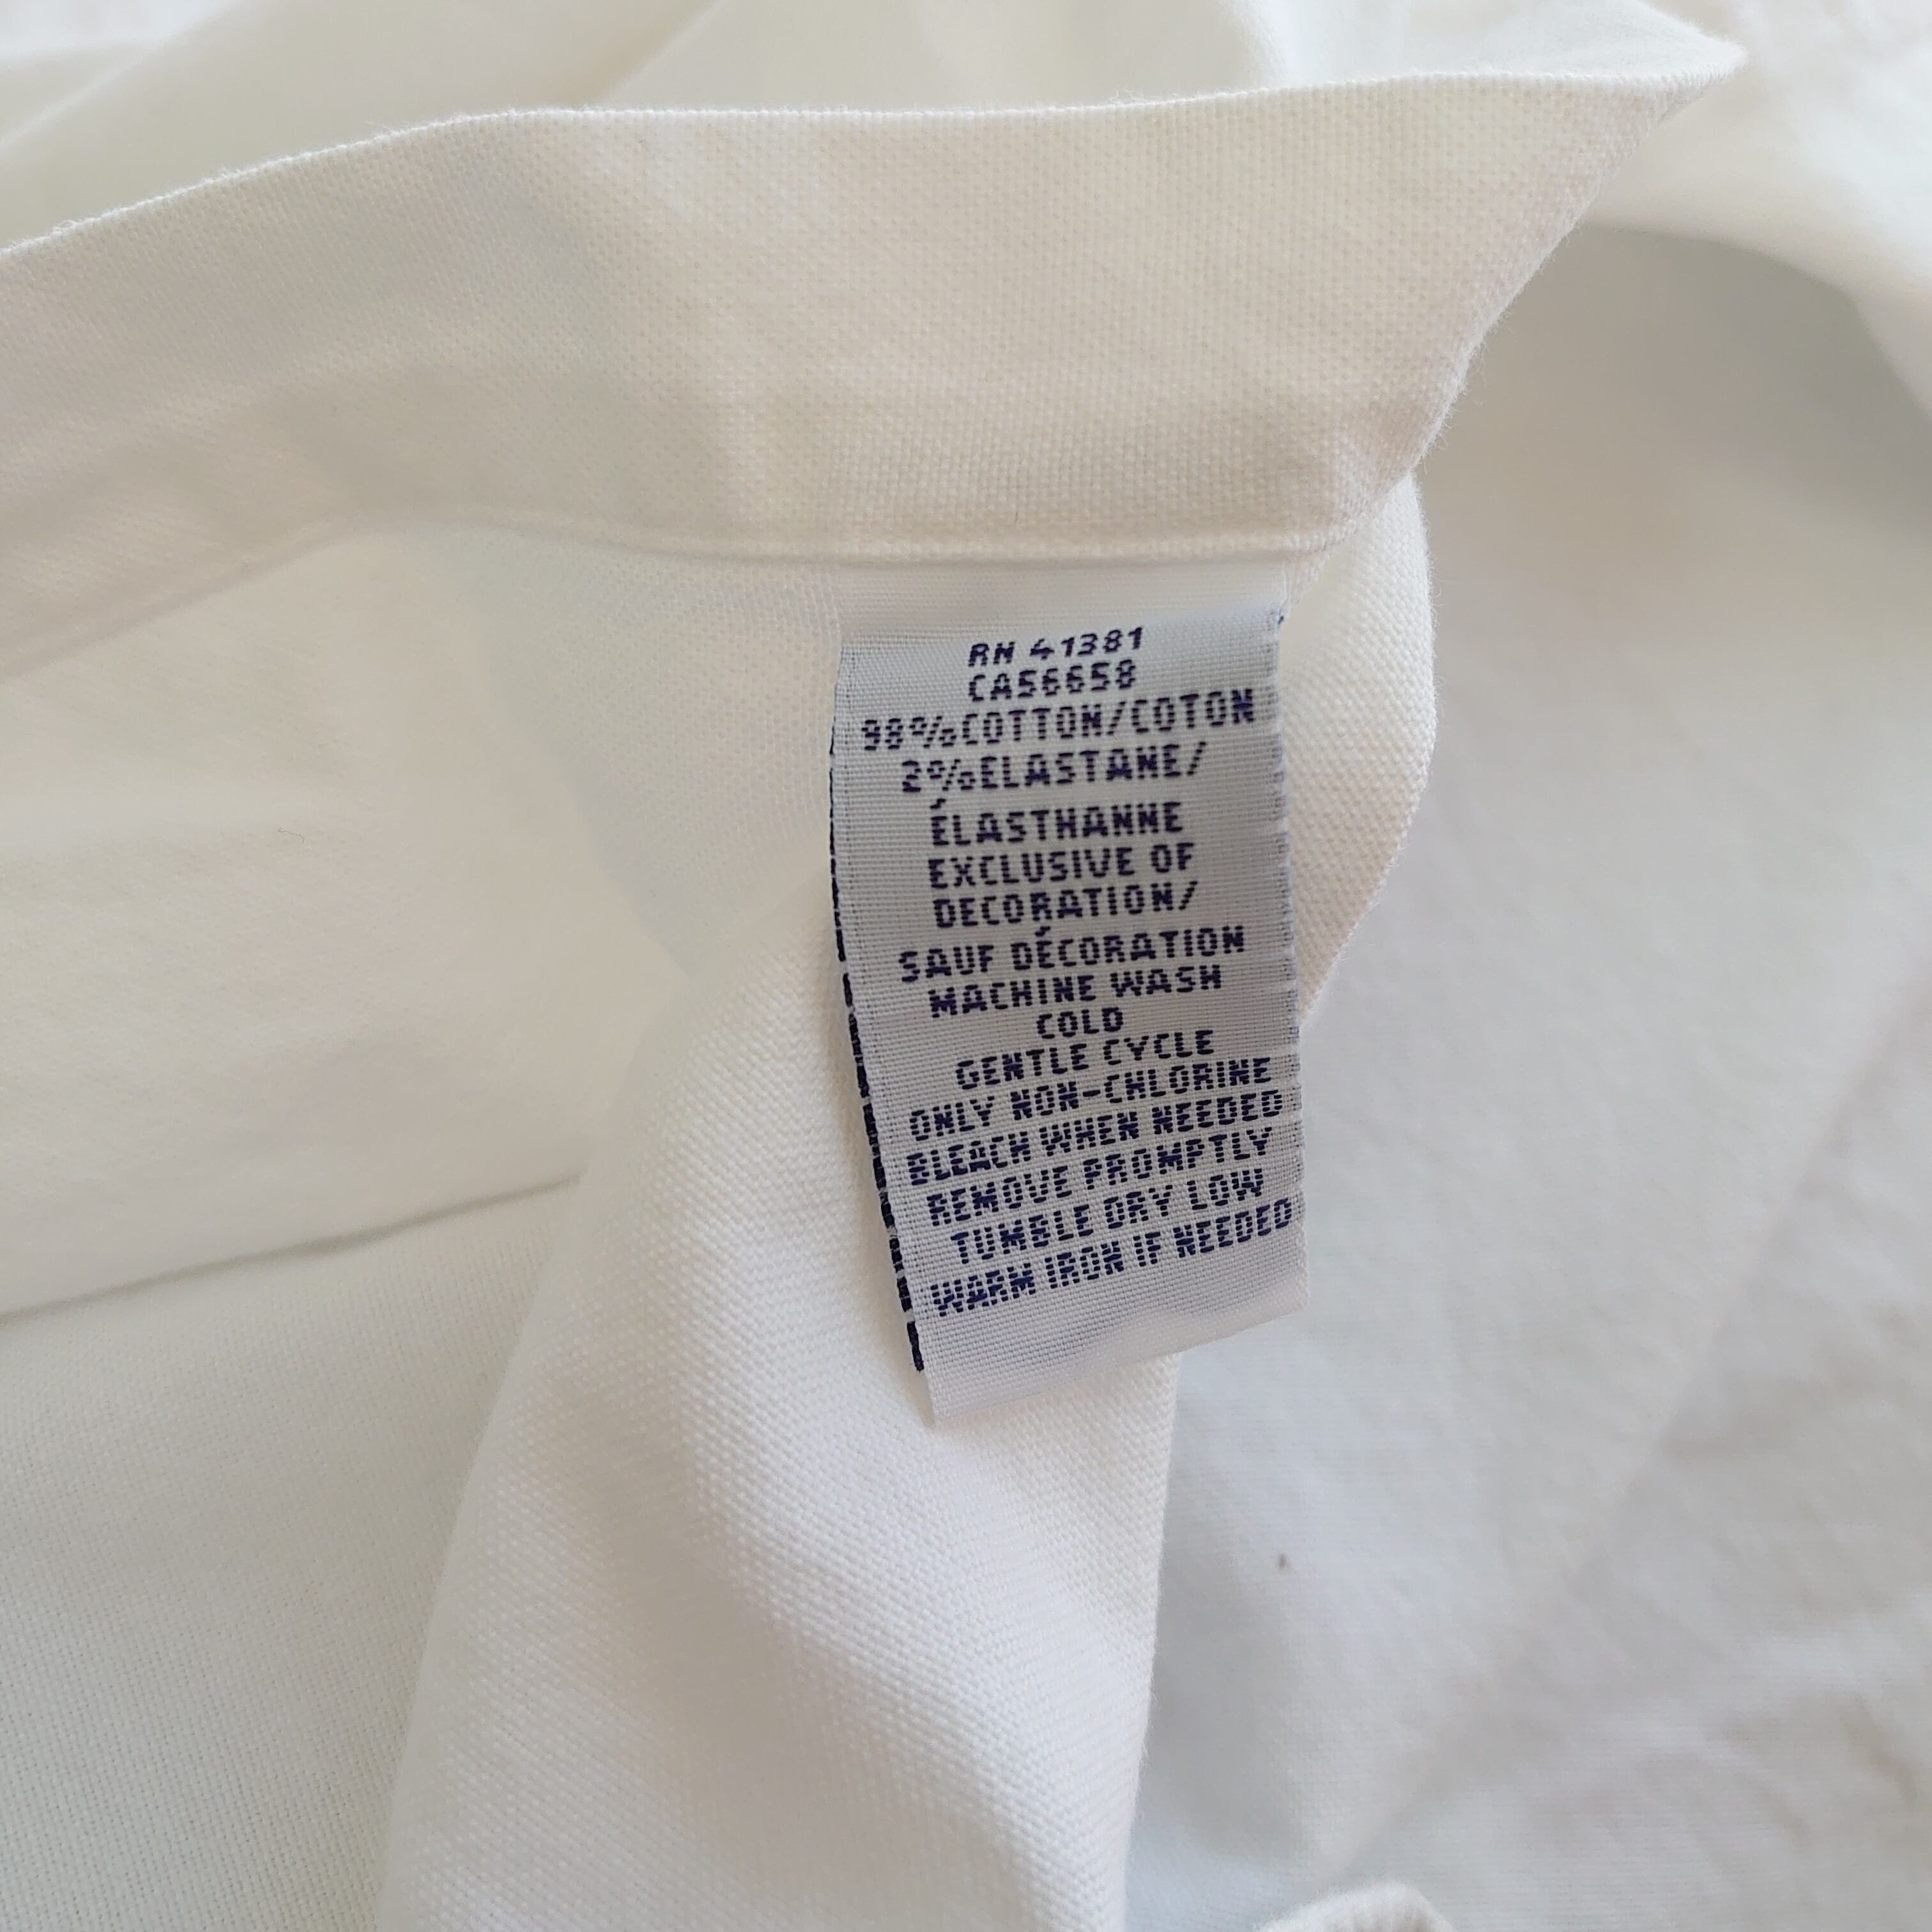 RN 41381
CA56658
98%COTTON/COTON
2%ELASTANE/
ÉLASTHANNE
EXCLUSIVE OF
DECORATION/
SAUF DÉCORATION
MACHINE WASH
COLD
GENTLE CYCLE
ONLY NON-CHLORINE
BLEACH WHEN NEEDED
REMOVE PROMPTLY
TUMBLE DRY LOW
WARM IRON IF NEEDED